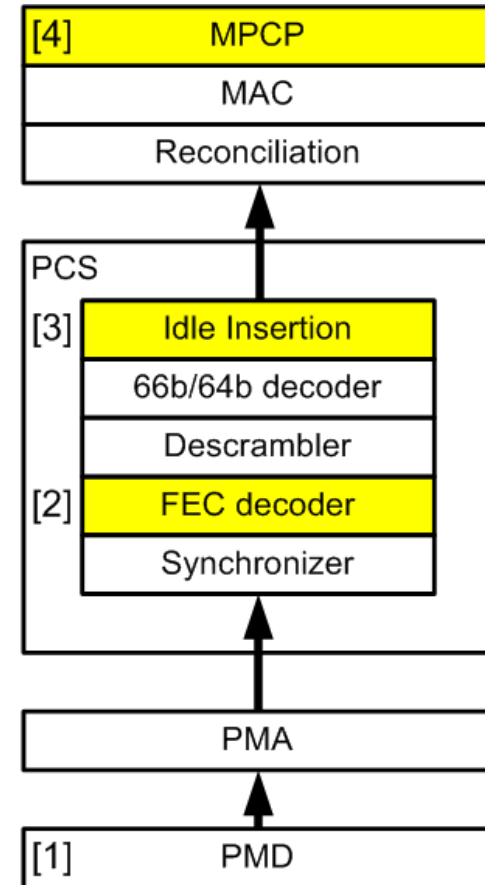 [4] MPCP
MAC
Reconciliation
PCS
[3] Idle Insertion
66b/64b decoder
Descrambler
[2] FEC decoder
Synchronizer
PMA
[1] PMD